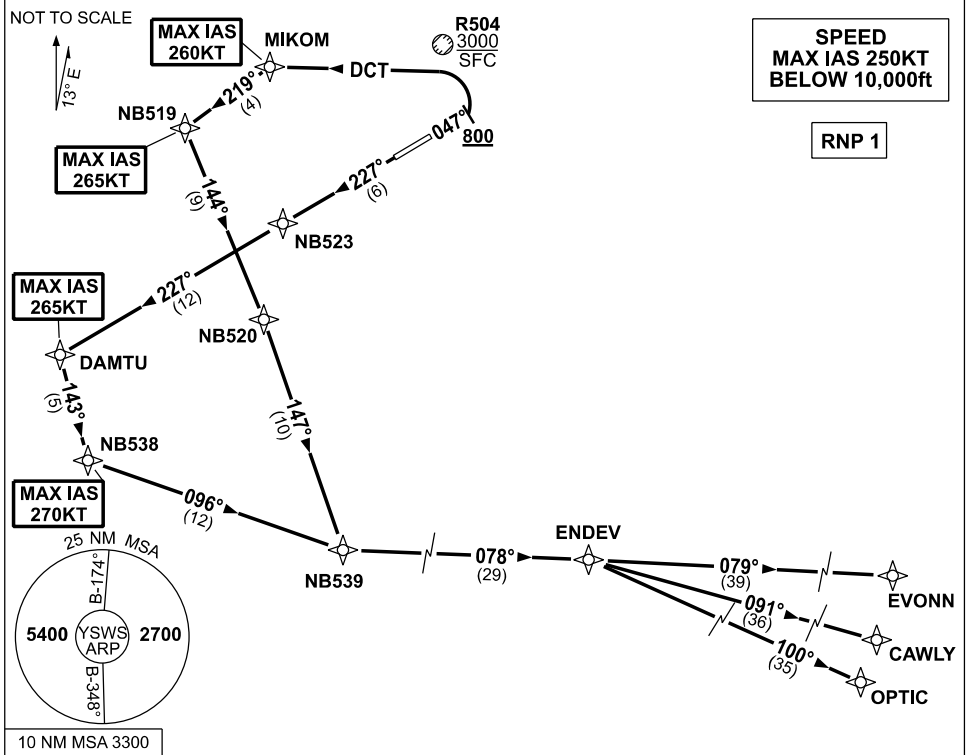 NOT TO SCALE
13° E
MAX IAS
260KT
MIKOM
R504
3000
SFC
SPEED
MAX IAS 250KT
BELOW 10,000ft
RNP 1
DCT
219°
(4)
NB519
047°
800
MAX IAS
265KT
144°
(9)
227°
(6)
NB523
MAX IAS
265KT
227°
(12)
NB520
DAMTU
143°
(5)
147°
(10)
NB538
MAX IAS
270KT
096°
(12)
NB539
078°
(29)
ENDEV
079°
(39)
EVONN
091°
(36)
CAWLY
100°
(35)
OPTIC
25 NM MSA
B-174°
5400
YSWS
ARP
2700
B-348°
10 NM MSA 3300